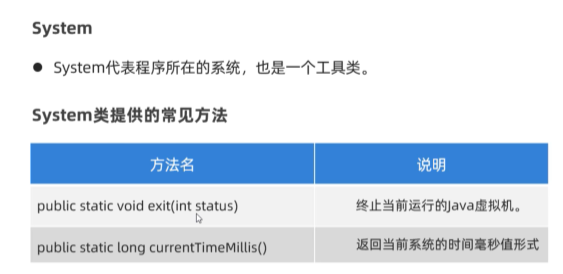 System
● System代表程序所在的系统，也是一个工具类。
System类提供的常见方法
方法名 说明
public static void exit(int status) 终止当前运行的Java虚拟机。
public static long currentTimeMillis() 返回当前系统的时间毫秒值形式